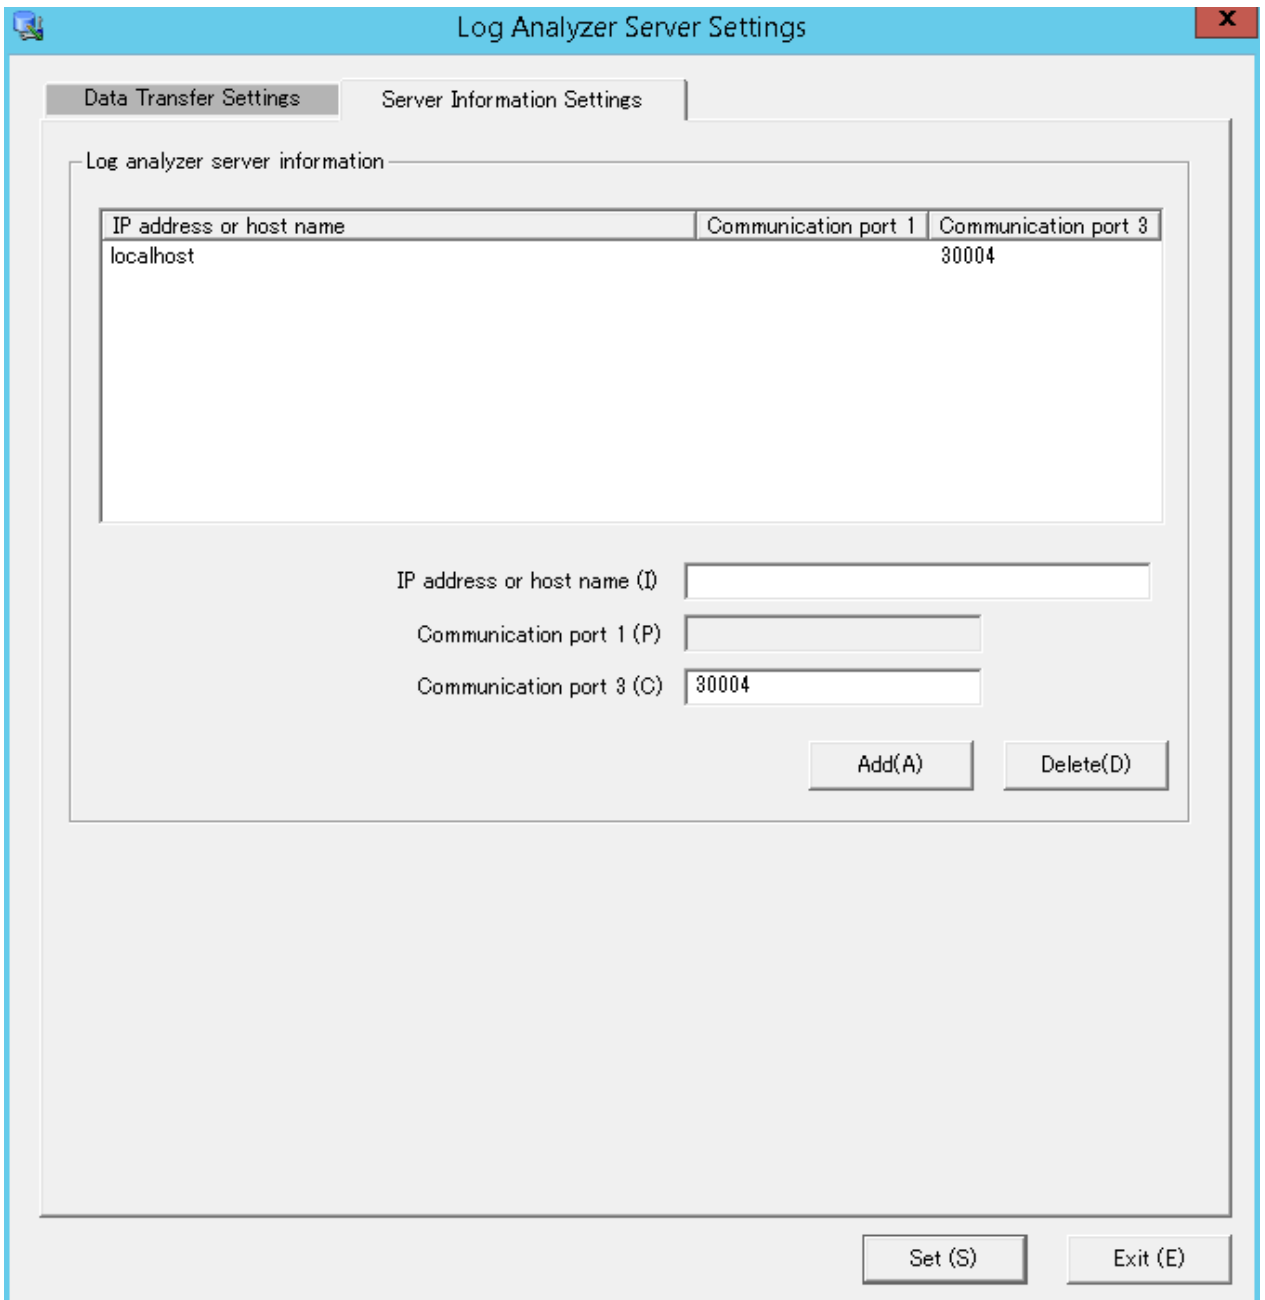 Log Analyzer Server Settings
x
Data Transfer Settings
Server Information Settings
Log analyzer server information
IP address or host name Communication port 1 Communication port 3
localhost 30004
IP address or host name (I)
Communication port 1 (P)
Communication port 3 (C) 30004
Add(A) Delete(D)
Set (S) Exit (E)